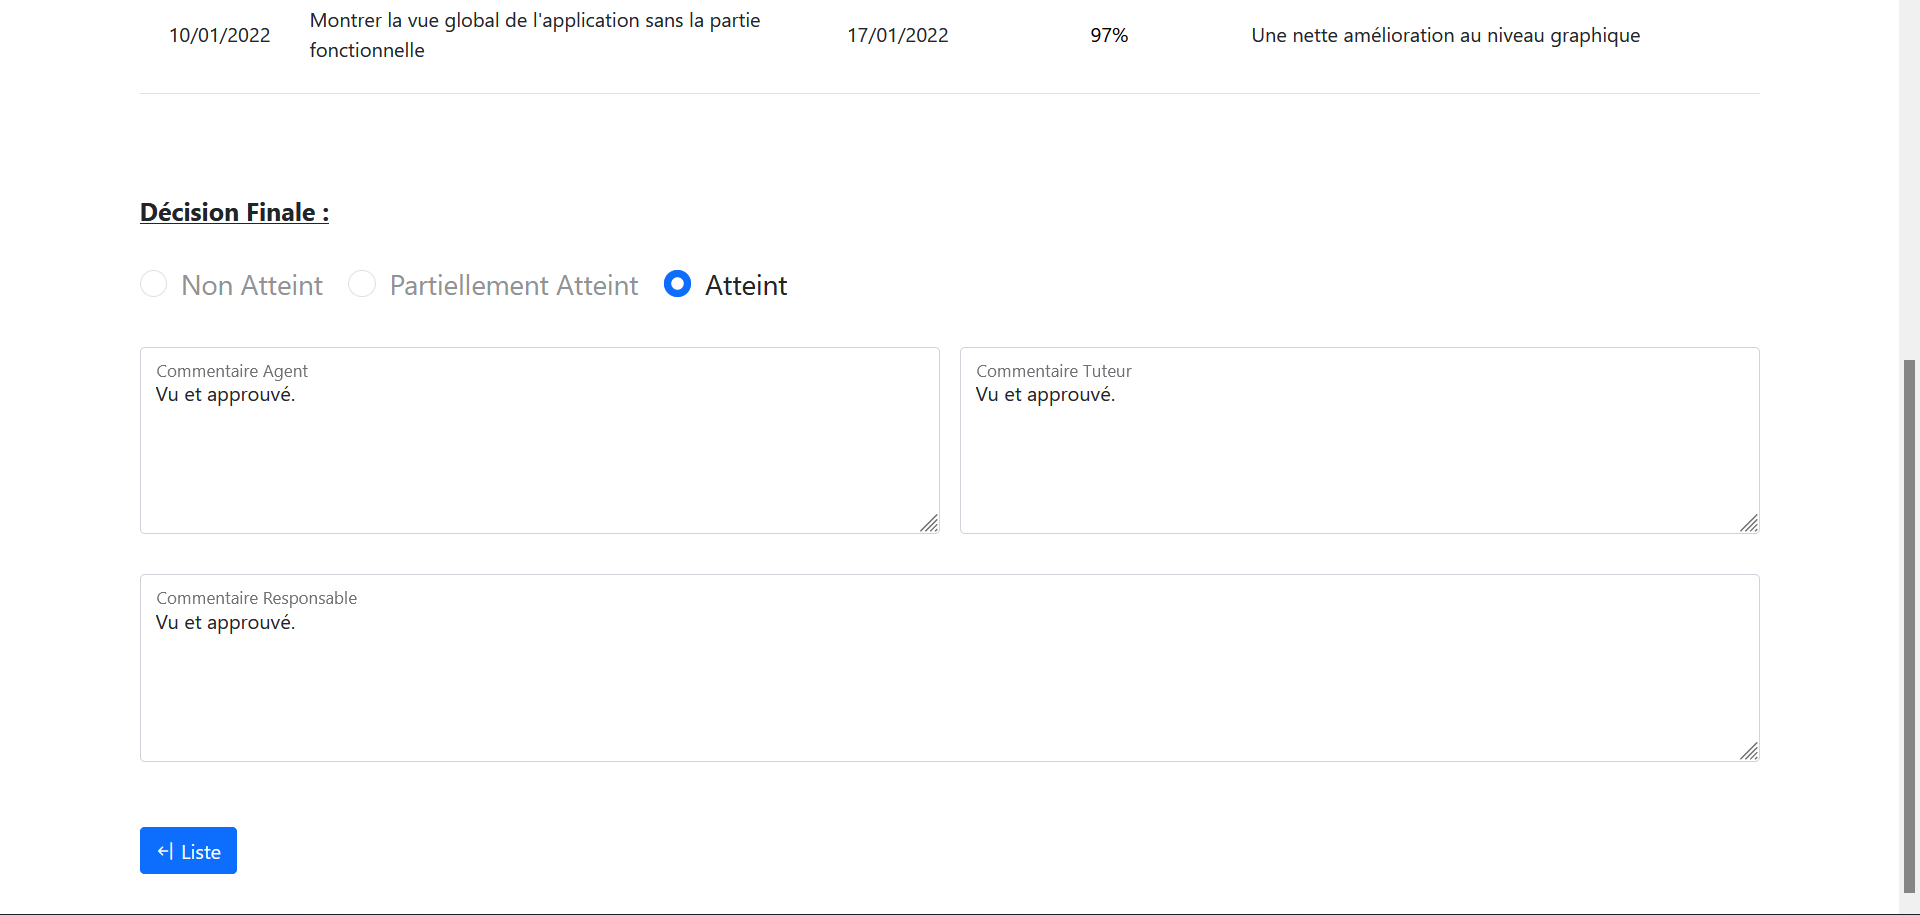 10/01/2022
Montrer la vue global de l'application sans la partie
fonctionnelle
17/01/2022
97%
Une nette amélioration au niveau graphique
Décision Finale :
Non Atteint Partiellement Atteint Atteint
Commentaire Agent
Vu et approuvé.
Commentaire Tuteur
Vu et approuvé.
Commentaire Responsable
Vu et approuvé.
Liste